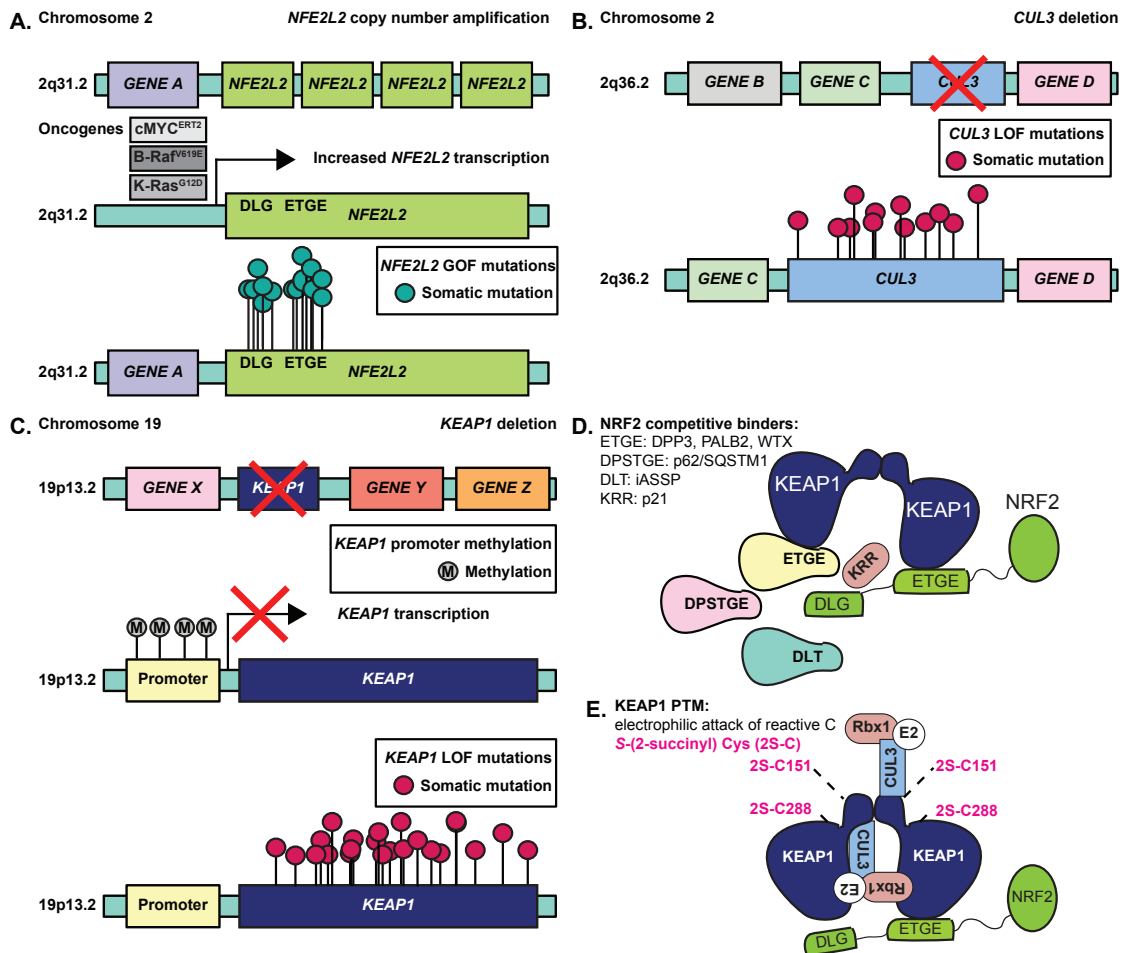 A. Chromosome 2 NFE2L2 copy number amplification
2q31.2 GENE A NFE2L2 NFE2L2 NFE2L2 NFE2L2
Oncogenes cMYC^ERT2
B-Raf^V619E
K-Ras^G12D
Increased NFE2L2 transcription
2q31.2 DLG ETGE NFE2L2
NFE2L2 GOF mutations
Somatic mutation
2q31.2 GENE A DLG ETGE NFE2L2
B. Chromosome 2 CUL3 deletion
2q36.2 GENE B GENE C CUL3 GENE D
CUL3 LOF mutations
Somatic mutation
2q36.2 GENE C CUL3 GENE D
C. Chromosome 19 KEAP1 deletion
19p13.2 GENE X KEAP1 GENE Y GENE Z
KEAP1 promoter methylation
M Methylation
KEAP1 transcription
M M M M
19p13.2 Promoter KEAP1
KEAP1 LOF mutations
Somatic mutation
19p13.2 Promoter KEAP1
D. NRF2 competitive binders:
ETGE: DPP3, PALB2, WTX
DPSTGE: p62/SQSTM1
DLT: iASSP
KRR: p21
KEAP1
KEAP1
NRF2
ETGE
KRR
ETGE
DLG
DPSTGE
DLT
E. KEAP1 PTM:
electrophilic attack of reactive C
S-(2-succinyl) Cys (2S-C)
Rbx1 E2
CUL3
2S-C151 2S-C151
2S-C288 2S-C288
KEAP1 CUL3 KEAP1
E2 Rbx1
NRF2
DLG ETGE